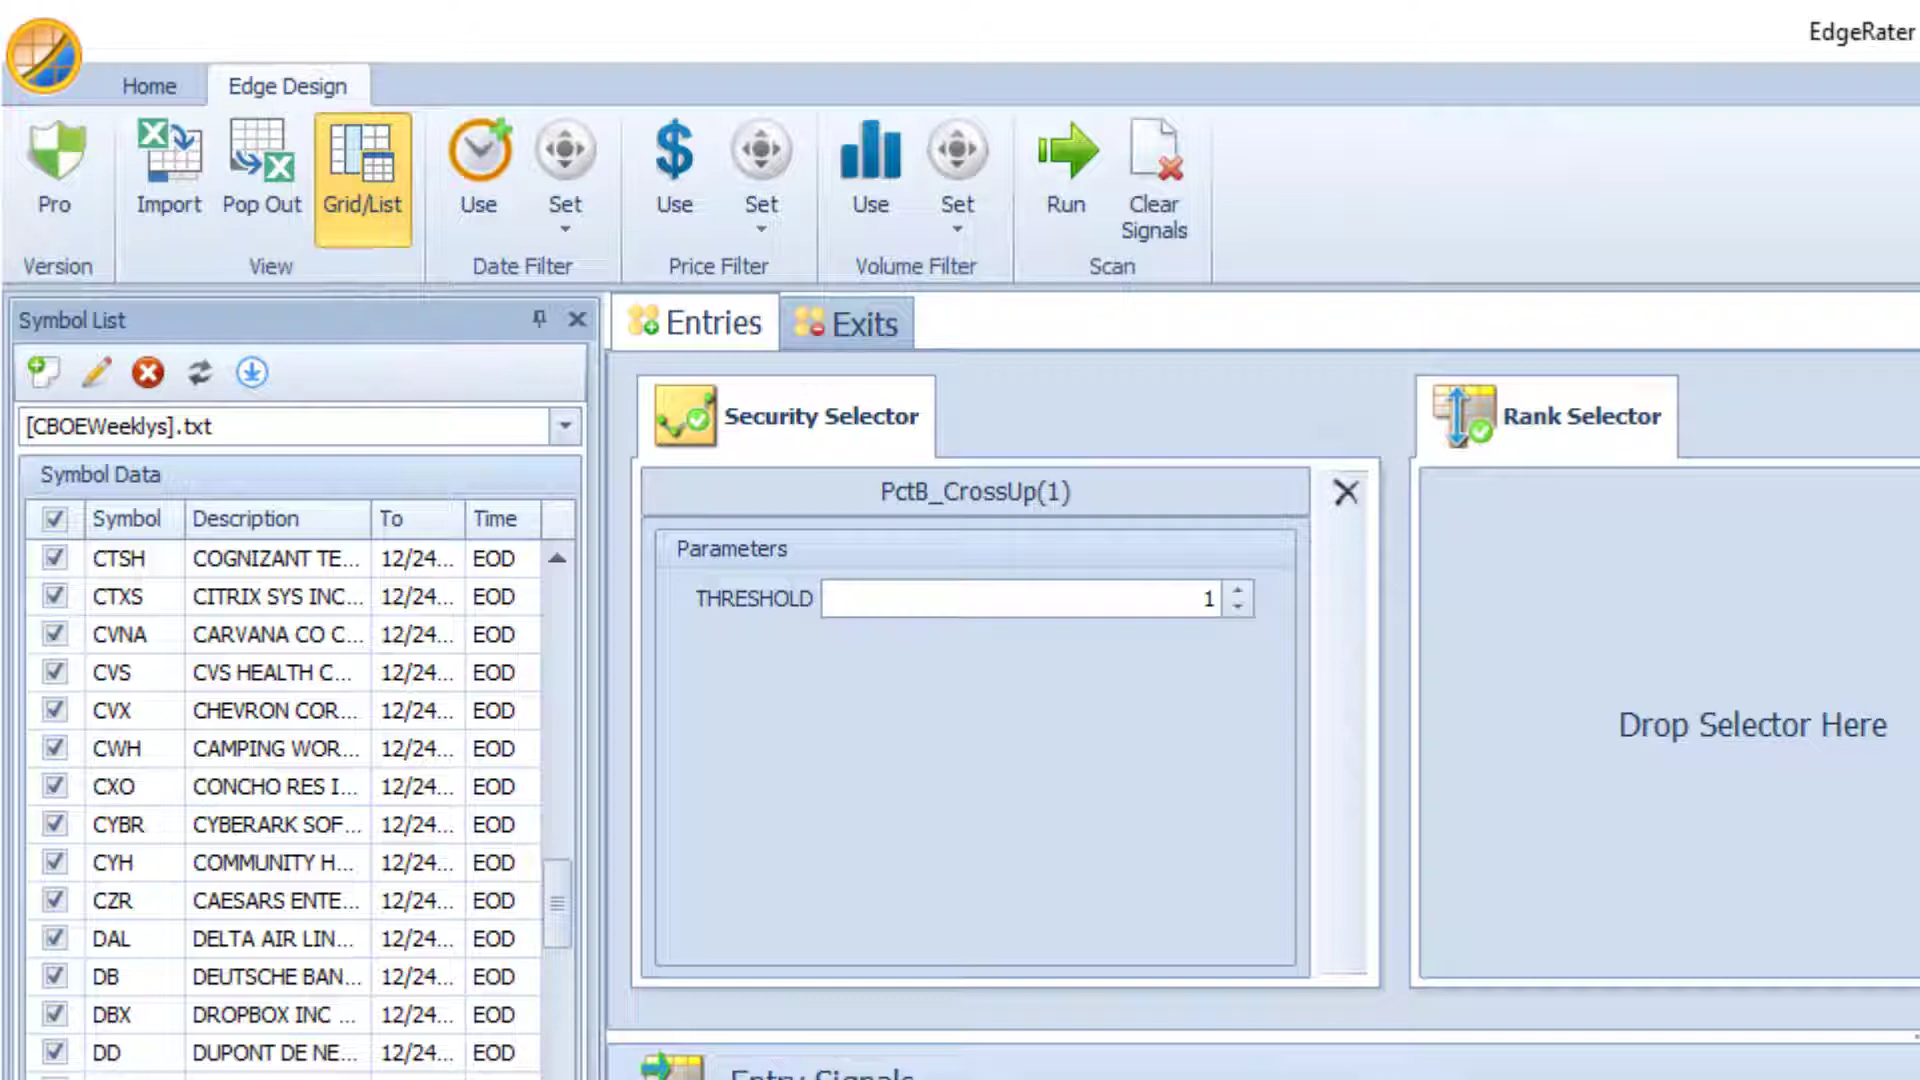 EdgeRater
Home Edge Design
Pro Import Pop Out Grid/List Use Set Use Set Use Set Run Clear Signals
Version View Date Filter Price Filter Volume Filter Scan
Symbol List
[CBOEWeeklys].txt
Symbol Data
Symbol Description To Time
CTSH COGNIZANT TE... 12/24... EOD
CTXS CITRIX SYS INC... 12/24... EOD
CVNA CARVANA CO C... 12/24... EOD
CVS CVS HEALTH C... 12/24... EOD
CVX CHEVRON COR... 12/24... EOD
CWH CAMPING WOR... 12/24... EOD
CXO CONCHO RES I... 12/24... EOD
CYBR CYBERARK SOF... 12/24... EOD
CYH COMMUNITY H... 12/24... EOD
CZR CAESARS ENTE... 12/24... EOD
DAL DELTA AIR LIN... 12/24... EOD
DB DEUTSCHE BAN... 12/24... EOD
DBX DROPBOX INC ... 12/24... EOD
DD DUPONT DE NE... 12/24... EOD
Entries Exits
Security Selector
PctB_CrossUp(1)
Parameters
THRESHOLD 1
Rank Selector
Drop Selector Here
Entry Signals